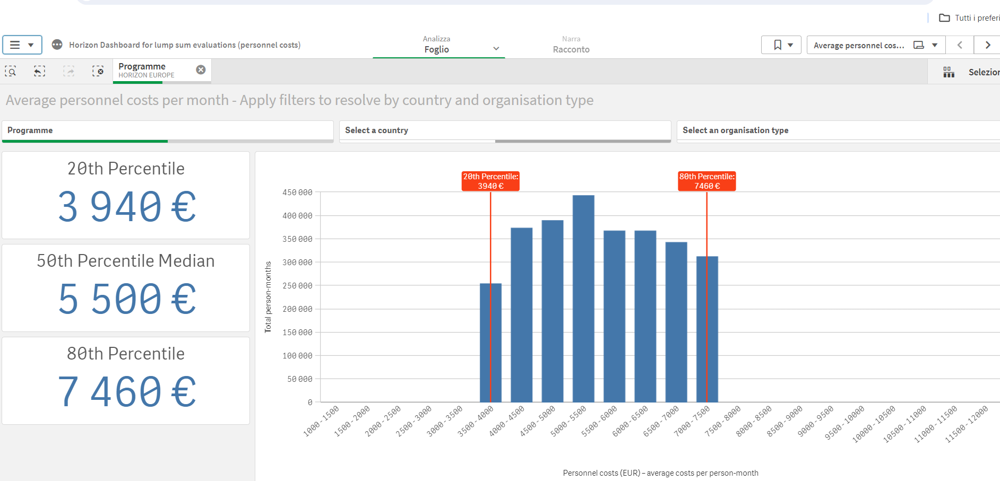 Tutti i preferi
Horizon Dashboard for lump sum evaluations (personnel costs)
Analizza
Foglio
Narra
Racconto
Average personnel cos...
Programme
HORIZON EUROPE
Selezion
Average personnel costs per month - Apply filters to resolve by country and organisation type
Programme
Select a country
Select an organisation type
20th Percentile
3 940 €
50th Percentile Median
5 500 €
80th Percentile
7 460 €
20th Percentile:
3940 €
80th Percentile:
7460 €
Total person-months
450 000
400 000
350 000
300 000
250 000
200 000
150 000
100 000
50 000
0
1000 - 1500
1500 - 2000
2000 - 2500
2500 - 3000
3000 - 3500
3500 - 4000
4000 - 4500
4500 - 5000
5000 - 5500
5500 - 6000
6000 - 6500
6500 - 7000
7000 - 7500
7500 - 8000
8000 - 8500
8500 - 9000
9000 - 9500
9500 - 10000
10000 - 10500
10500 - 11000
11000 - 11500
11500 - 12000
Personnel costs (EUR) – average costs per person-month